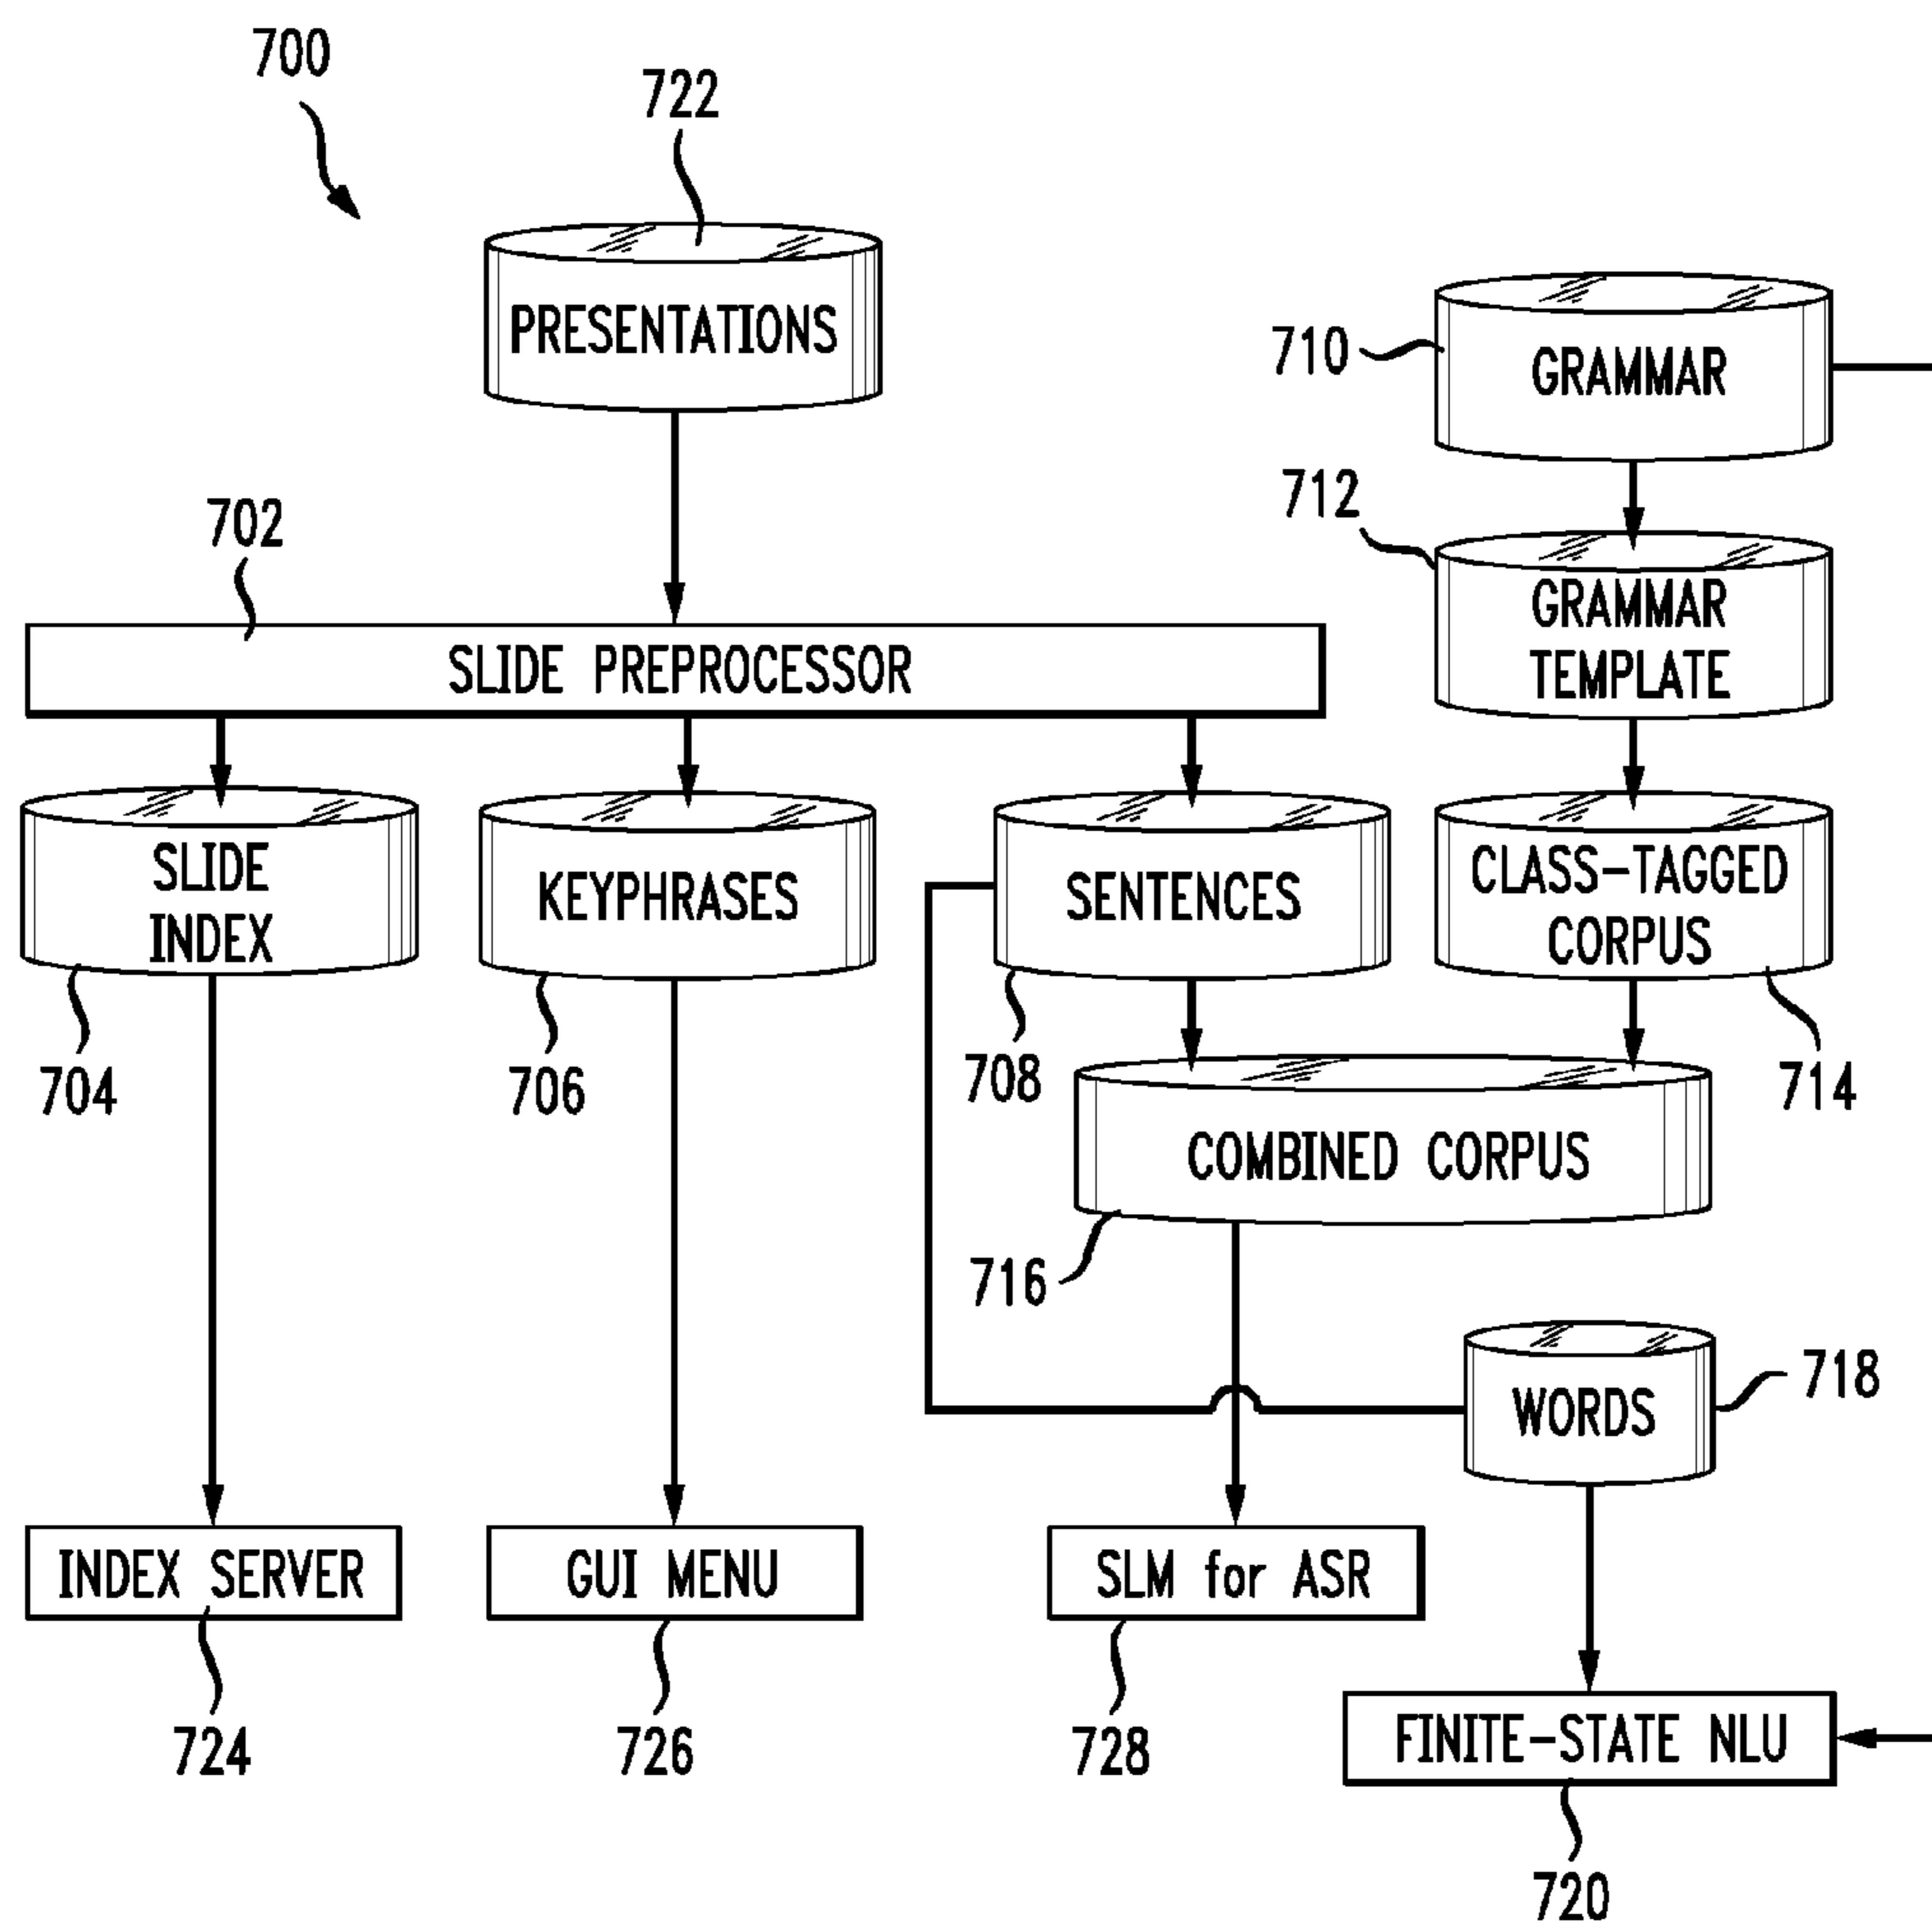 700
722
PRESENTATIONS
710
GRAMMAR
712
GRAMMAR
TEMPLATE
702
SLIDE PREPROCESSOR
SLIDE
INDEX
KEYPHRASES
SENTENCES
CLASS-TAGGED
CORPUS
704
706
708
714
COMBINED CORPUS
716
WORDS
718
INDEX SERVER
GUI MENU
SLM for ASR
724
726
728
FINITE-STATE NLU
720